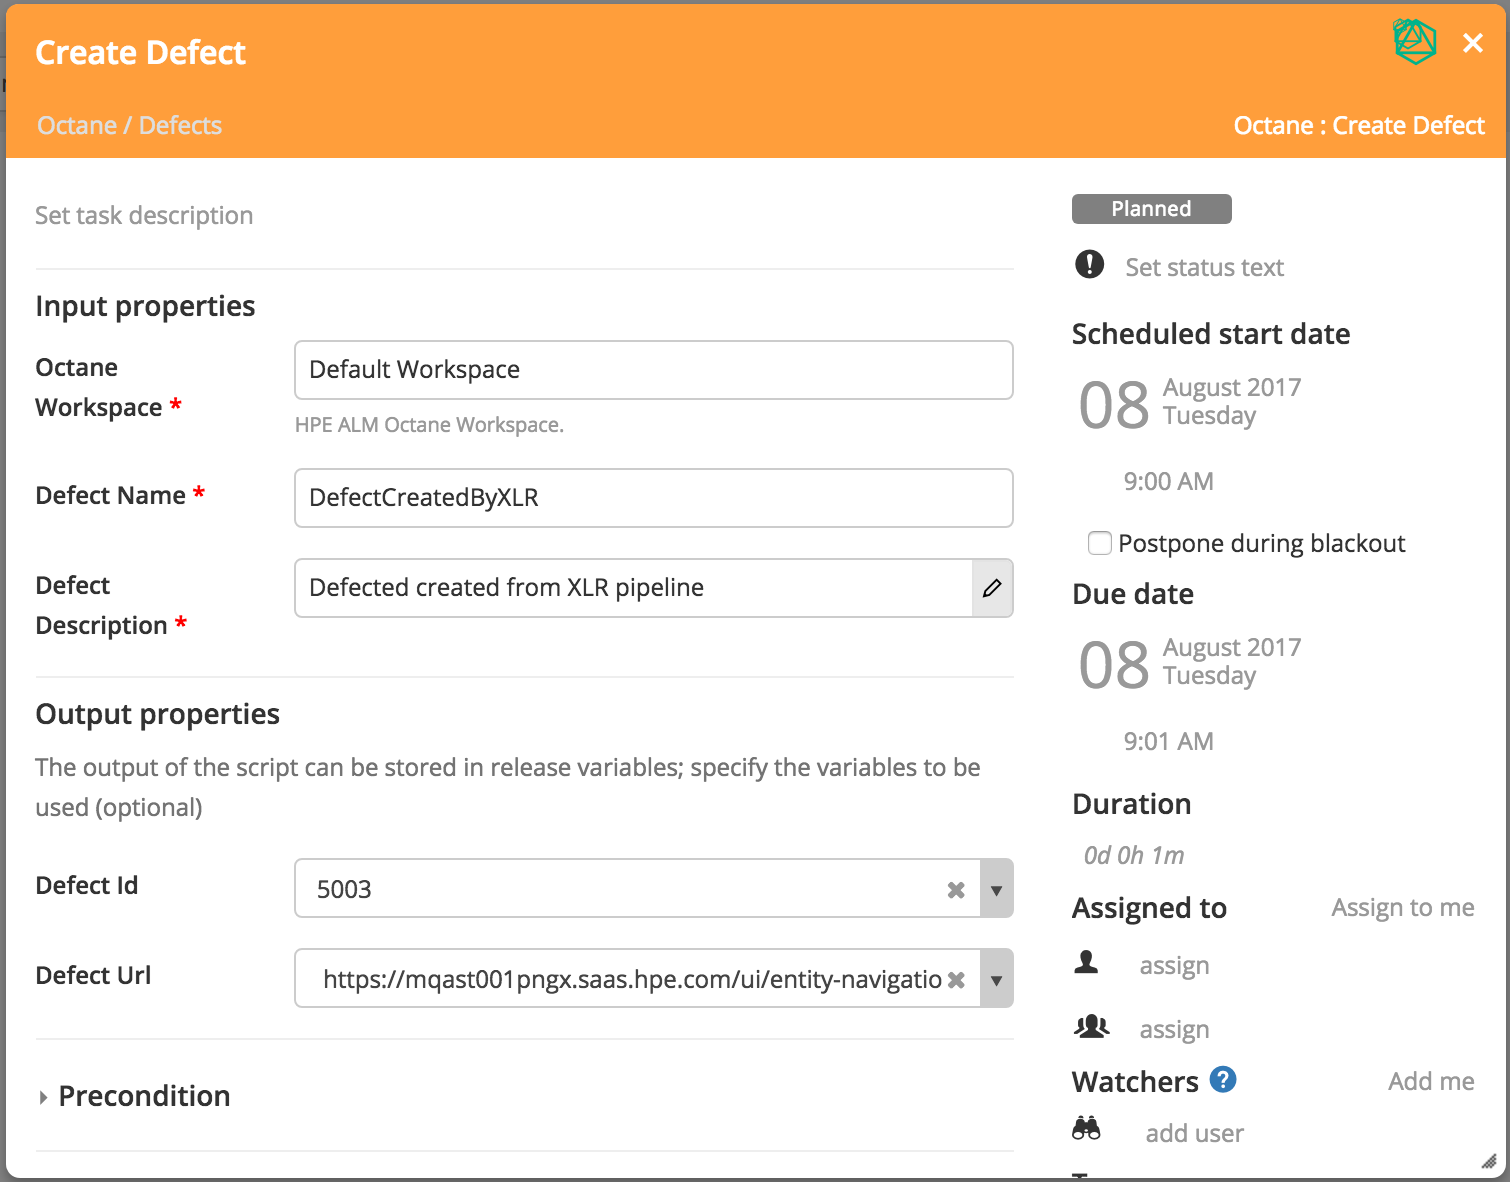 Create Defect
Octane / Defects
Octane : Create Defect
Set task description
Input properties
Octane
Workspace *
Default Workspace
HPE ALM Octane Workspace.
Defect Name *
DefectCreatedByXLR
Defect
Description *
Defected created from XLR pipeline
Output properties
The output of the script can be stored in release variables; specify the variables to be
used (optional)
Defect Id
5003
Defect Url
https://mqast001pngx.saas.hpe.com/ui/entity-navigatio
Precondition
Planned
Set status text
Scheduled start date
08
August 2017
Tuesday
9:00 AM
Postpone during blackout
Due date
08
August 2017
Tuesday
9:01 AM
Duration
0d 0h 1m
Assigned to
Assign to me
assign
assign
Watchers ?
Add me
add user